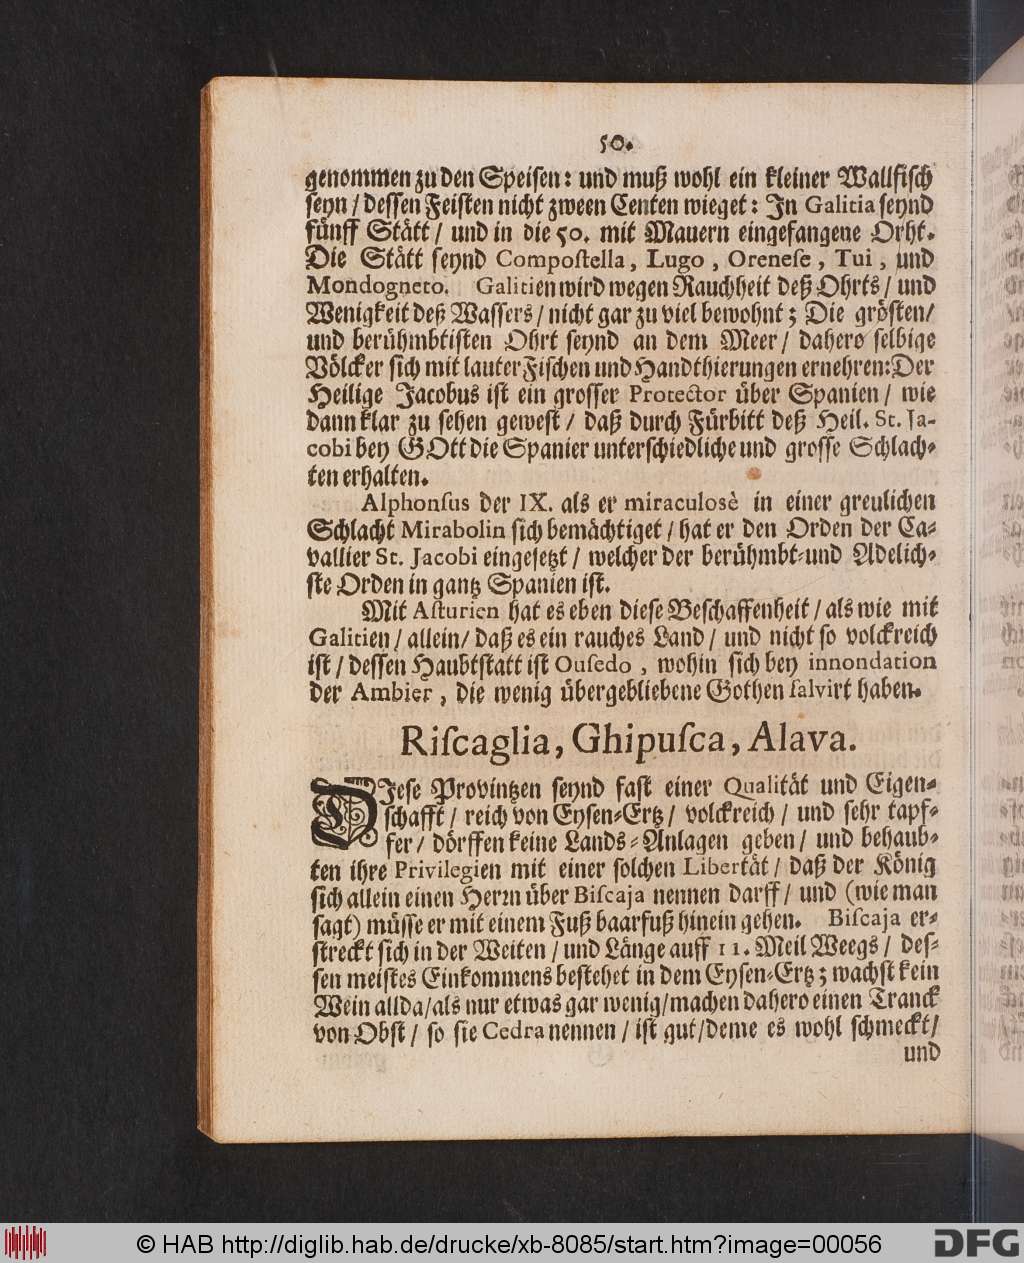 50.
genommen zu den Speisen: und muß wohl ein kleiner Wallfisch
seyn / dessen Feisten nicht zween Centen wieget: In Galitia seynd
fünff Stätt / und in die 50. mit Mauern eingefangene Orht.
Die Stätt seynd Compostella, Lugo, Orenese, Tui, und
Mondogneto. Galitien wird wegen Rauchheit deß Ohrts / und
Wenigkeit deß Wassers / nicht gar zu viel bewohnt; Die grösten /
und berühmbtisten Ohrt seynd an dem Meer / dahero selbige
Völcker sich mit lauter Fischen und Handthierungen ernehren: Der
Heilige Jacobus ist ein grosser Protector über Spanien / wie
dann klar zu sehen gewest / daß durch Fürbitt deß Heil. St. Ja-
cobi bey GOtt die Spanier unterschiedliche und grosse Schlach-
ten erhalten.
Alphonsus der IX. als er miraculosè in einer greulichen
Schlacht Mirabolin sich bemächtiget / hat er den Orden der Ca-
vallier St. Jacobi eingesetzt / welcher der berühmbt- und Adelich-
ste Orden in gantz Spanien ist.
Mit Asturien hat es eben diese Beschaffenheit / als wie mit
Galitien / allein / daß es ein rauches Land / und nicht so volckreich
ist / dessen Haubtstatt ist Ousedo, wohin sich bey innondation
der Ambier, die wenig übergebliebene Gothen salvirt haben.
Riscaglia, Ghipusca, Alava.
DIese Provintzen seynd fast einer Qualität und Eigen-
schafft / reich von Eysen-Ertz / volckreich / und sehr tapf-
fer / dörffen keine Lands-Anlagen geben / und behaub-
ten ihre Privilegien mit einer solchen Libertät / daß der König
sich allein einen Herrn über Biscaja nennen darff / und (wie man
sagt) müsse er mit einem Fuß baarfuß hinein gehen. Biscaja er-
streckt sich in der Weiten / und Länge auff 11. Meil Weegs / des-
sen meistes Einkommens bestehet in dem Eysen-Ertz; wachst kein
Wein allda / als nur etwas gar wenig / machen dahero einen Tranck
von Obst / so sie Cedra nennen / ist gut / deme es wohl schmeckt /
und
© HAB http://diglib.hab.de/drucke/xb-8085/start.htm?image=00056
DFG